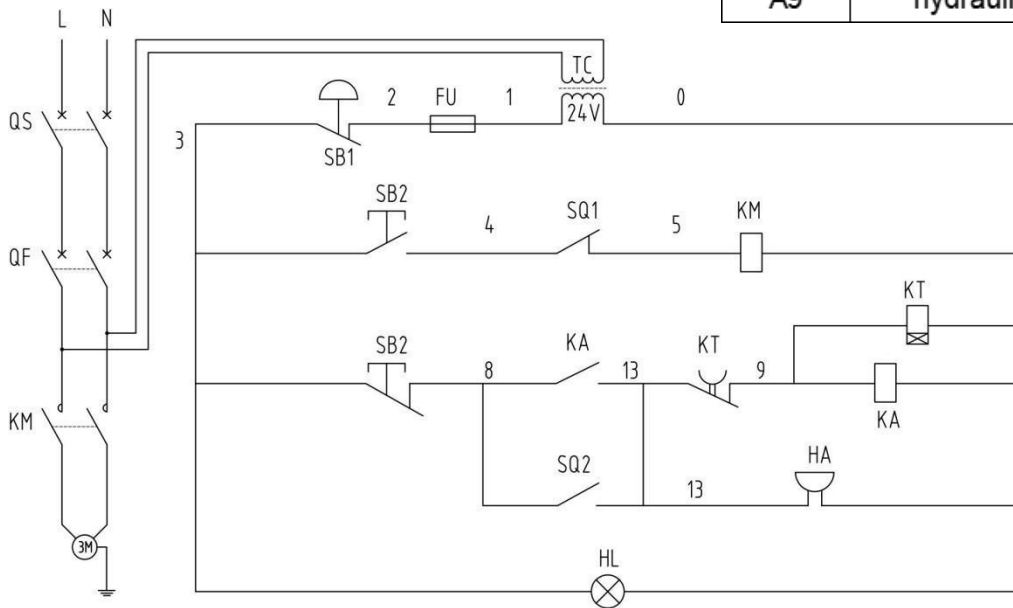 A9 hydrauli
L N
TC
2 FU 1 0
24V
QS
3
SB1
SB2
SQ1 KM
4 5
QF
KT
SB2 KA KT
8 13 9
KM
KA
SQ2 HA
13
3M
HL